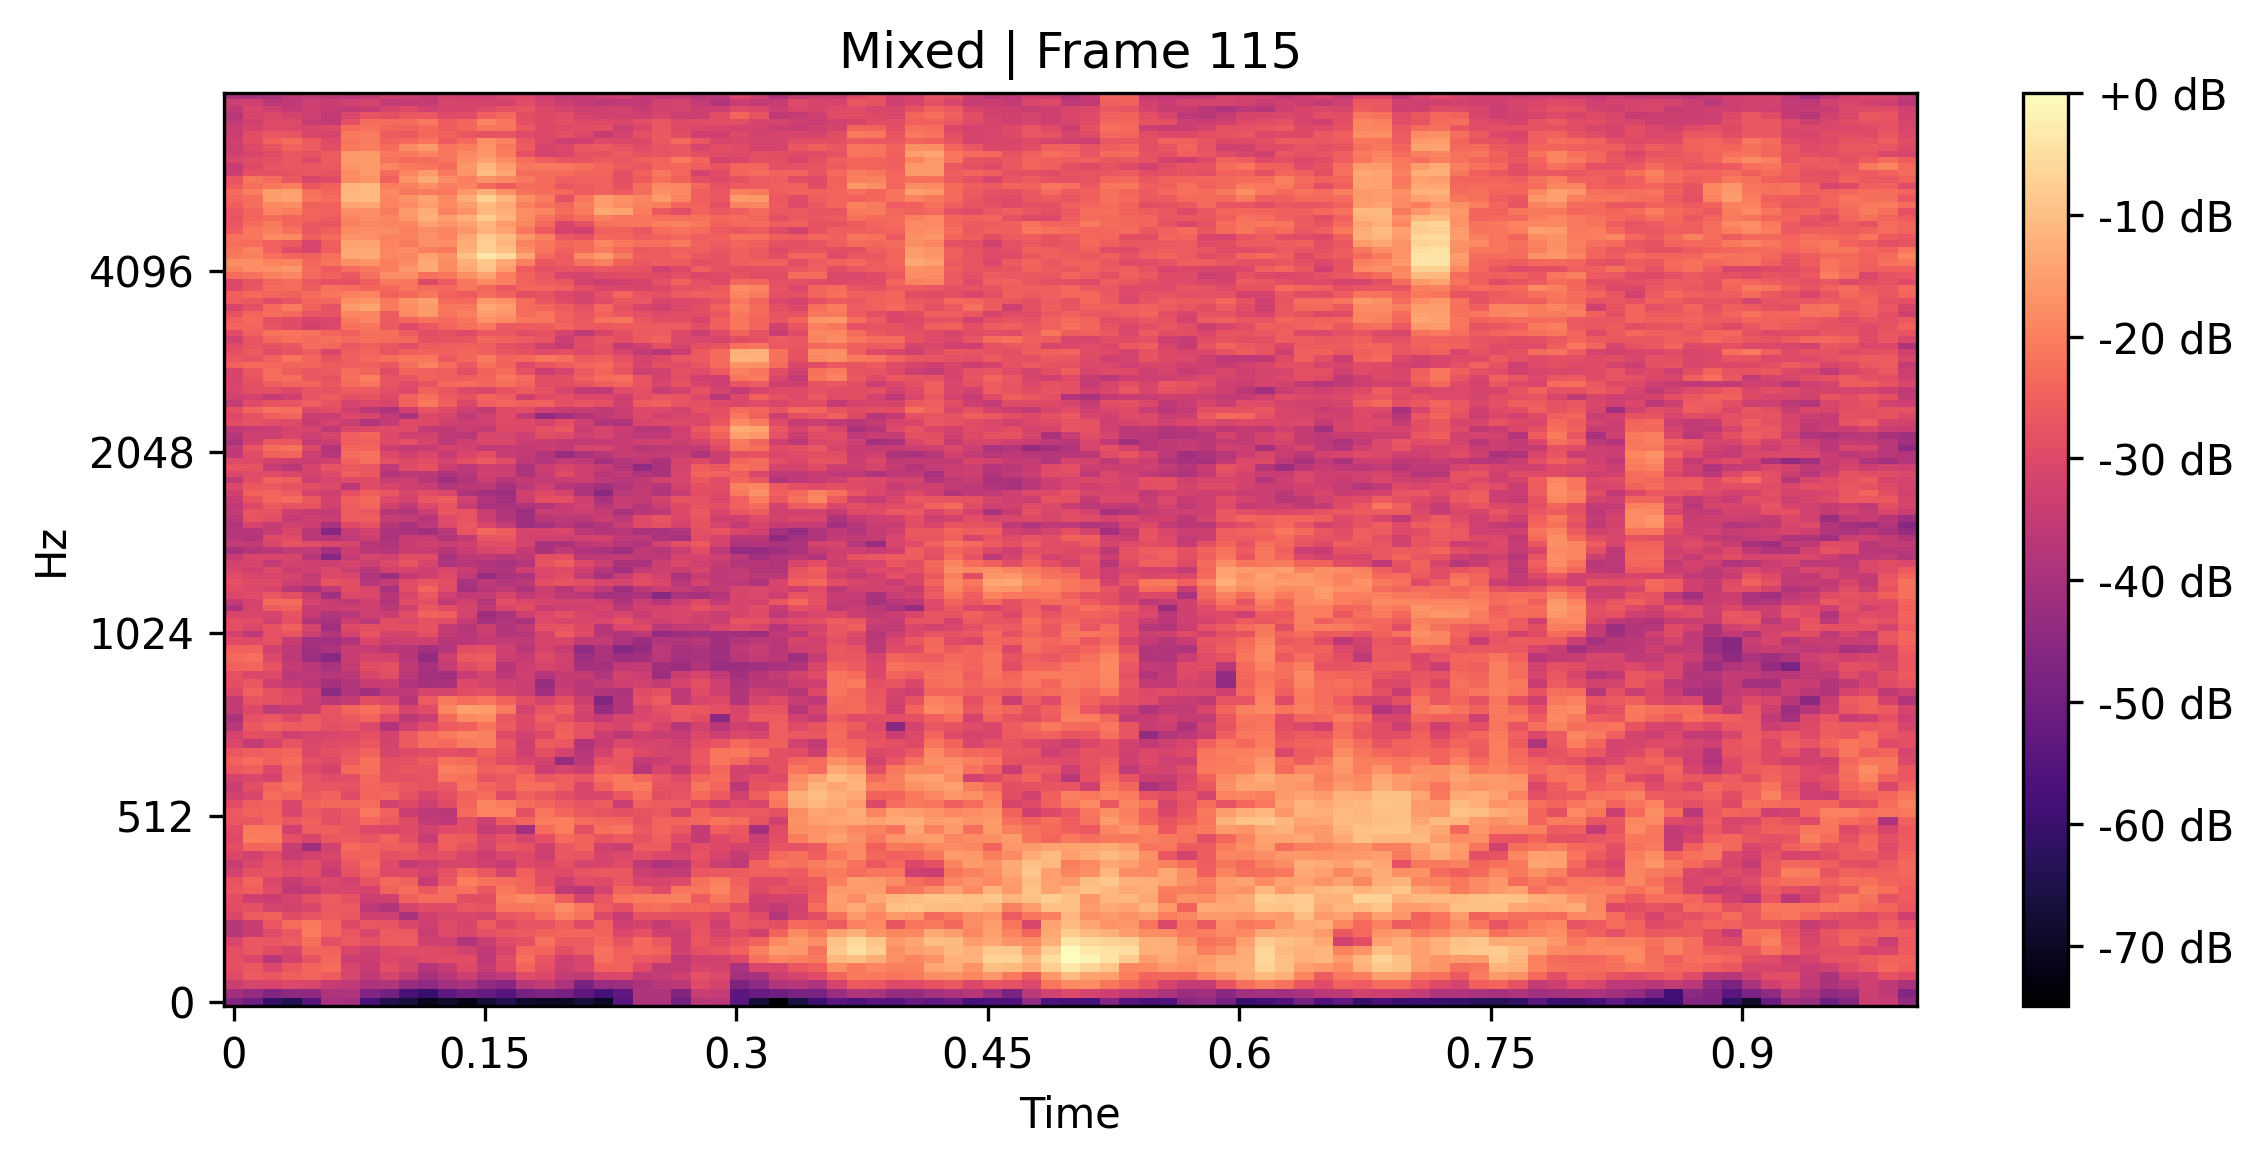 Mixed | Frame 115
+0 dB
-10 dB
-20 dB
-30 dB
-40 dB
-50 dB
-60 dB
-70 dB
Hz
4096
2048
1024
512
0
0 0.15 0.3 0.45 0.6 0.75 0.9
Time